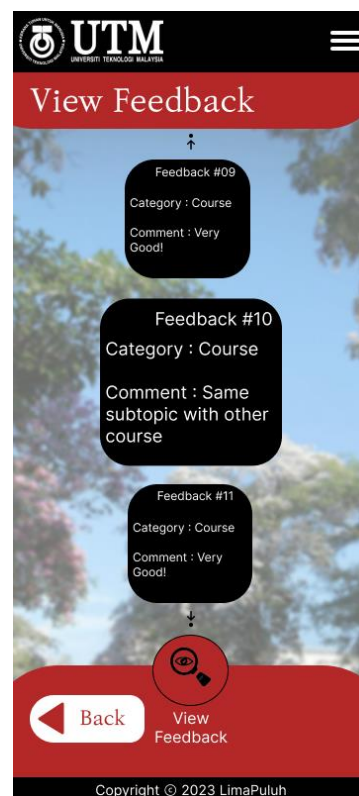 UTM
UNIVERSITI TEKNOLOGI MALAYSIA
View Feedback
Feedback #09
Category : Course
Comment : Very
Good!
Feedback #10
Category : Course
Comment : Same
subtopic with other
course
Feedback #11
Category : Course
Comment : Very
Good!
Back
View
Feedback
Copyright © 2023 LimaPuluh